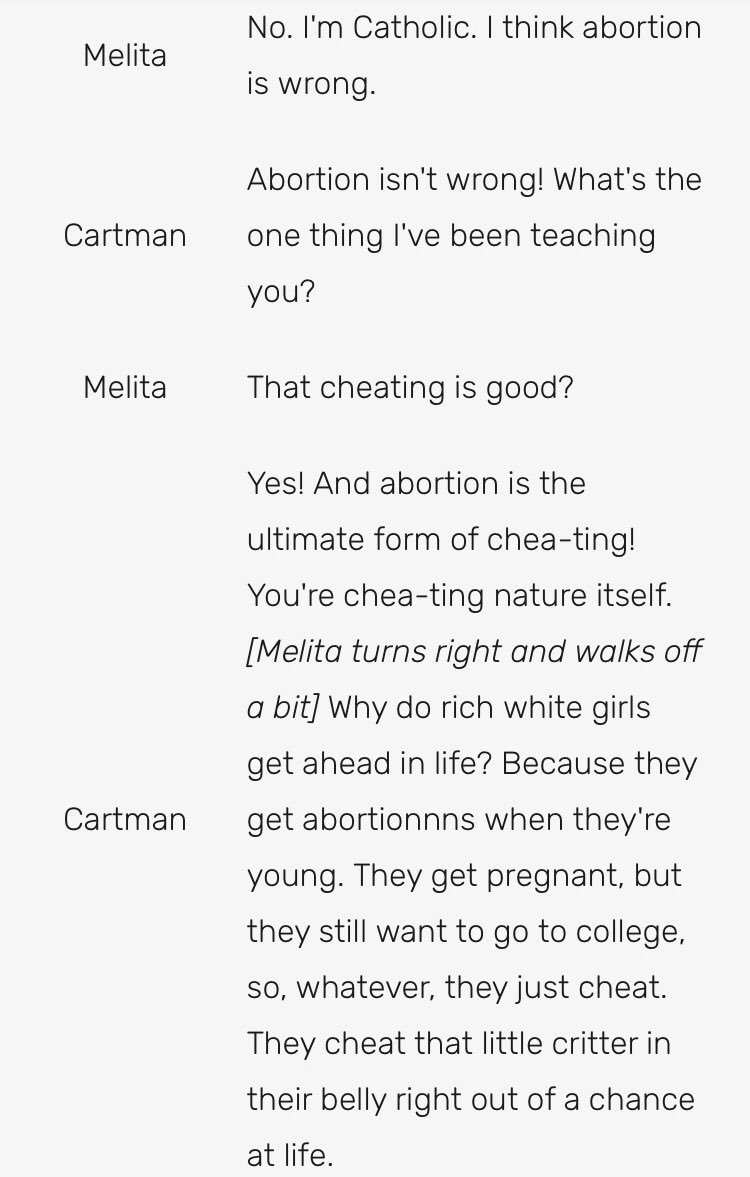 Melita
No. I'm Catholic. I think abortion
is wrong.
Cartman
Abortion isn't wrong! What's the
one thing I've been teaching
you?
Melita
That cheating is good?
Cartman
Yes! And abortion is the
ultimate form of chea-ting!
You're chea-ting nature itself.
[Melita turns right and walks off
a bit] Why do rich white girls
get ahead in life? Because they
get abortionnns when they're
young. They get pregnant, but
they still want to go to college,
so, whatever, they just cheat.
They cheat that little critter in
their belly right out of a chance
at life.